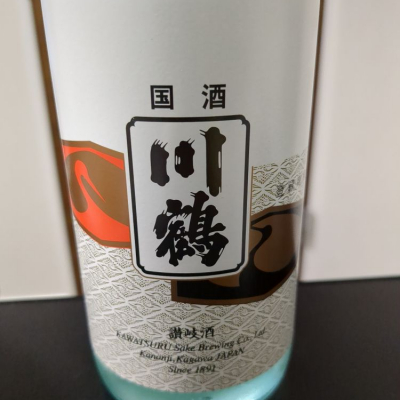 国酒
川鶴
讃岐酒
KAWATSURU Sake Brewing Co., Ltd.
Kanonji, Kagawa JAPAN
Since 1891